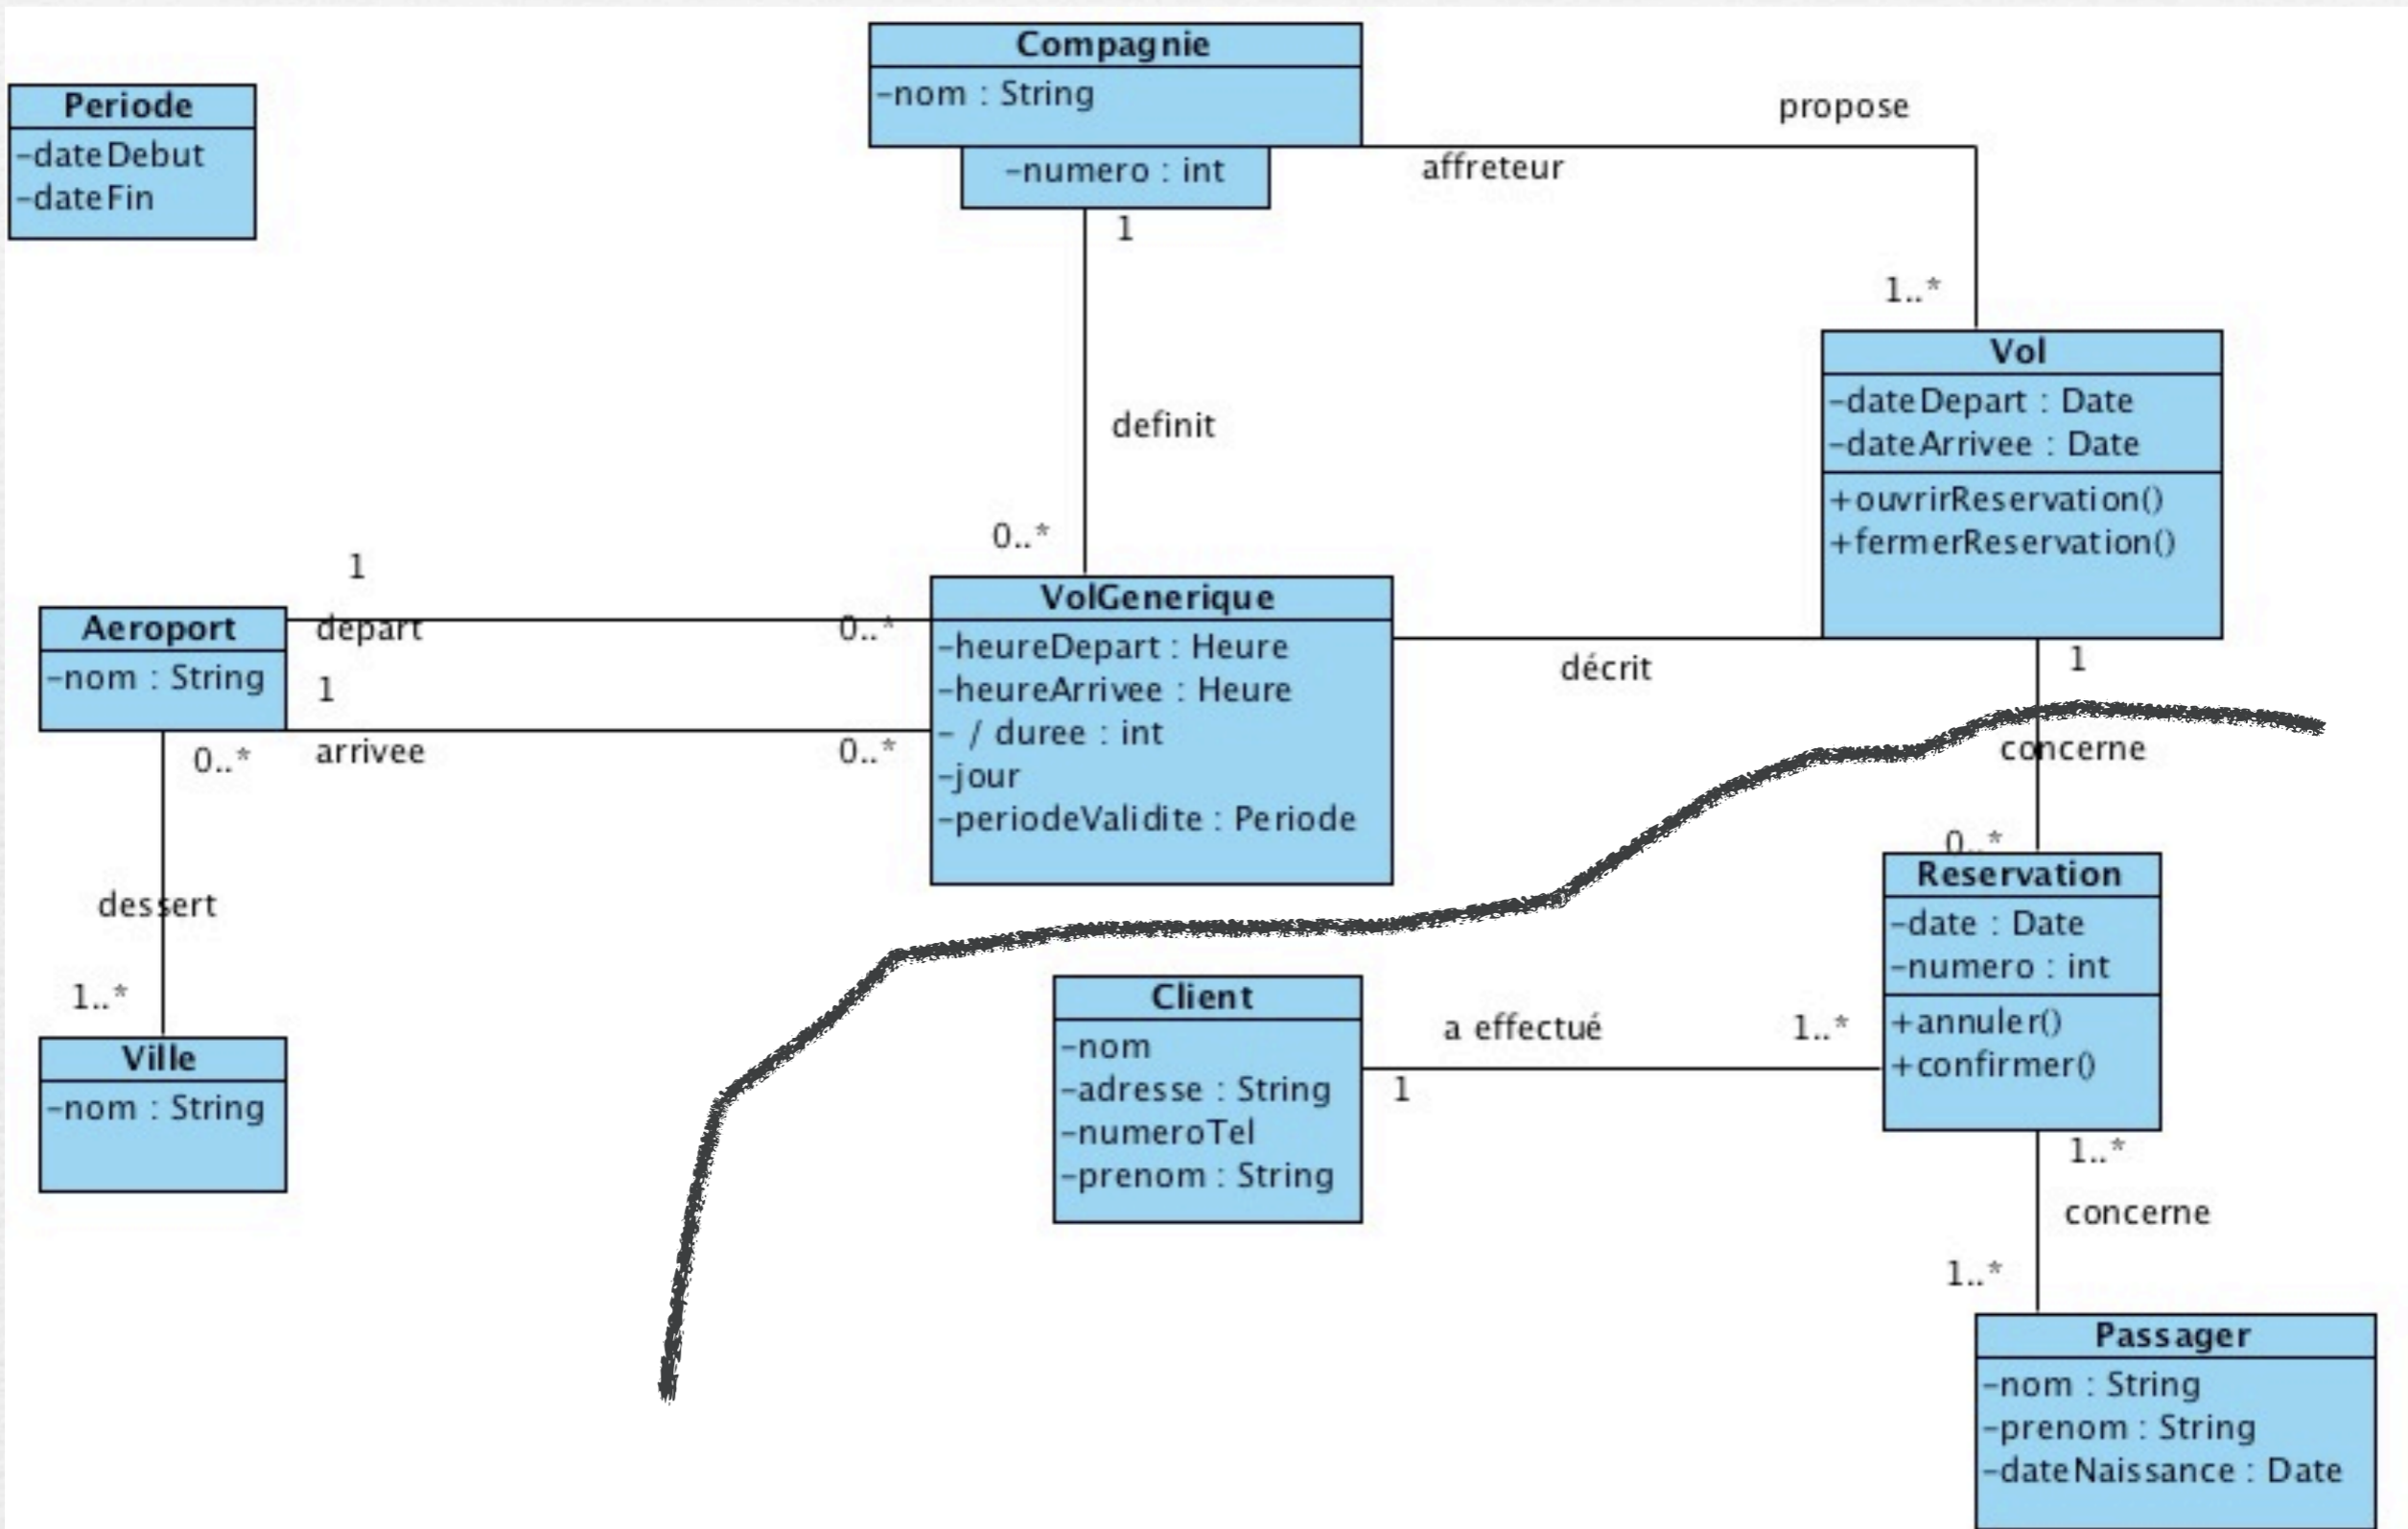 Compagnie
-nom : String
-numero : int
Periode
-dateDebut
-dateFin
propose
affreteur
1
1..*
definit
0..*
Vol
-dateDepart : Date
-dateArrivee : Date
+ouvrirReservation()
+fermerReservation()
1
Aeroport
-nom : String
depart
0..*
1
arrivee
0..*
VolGenerique
-heureDepart : Heure
-heureArrivee : Heure
- / duree : int
-jour
-periodeValidite : Periode
décrit
1
concerne
0..*
0..*
dessert
1..*
Ville
-nom : String
Reservation
-date : Date
-numero : int
+annuler()
+confirmer()
Client
-nom
-adresse : String
-numeroTel
-prenom : String
a effectué
1..*
1
1..*
concerne
1..*
Passager
-nom : String
-prenom : String
-dateNaissance : Date